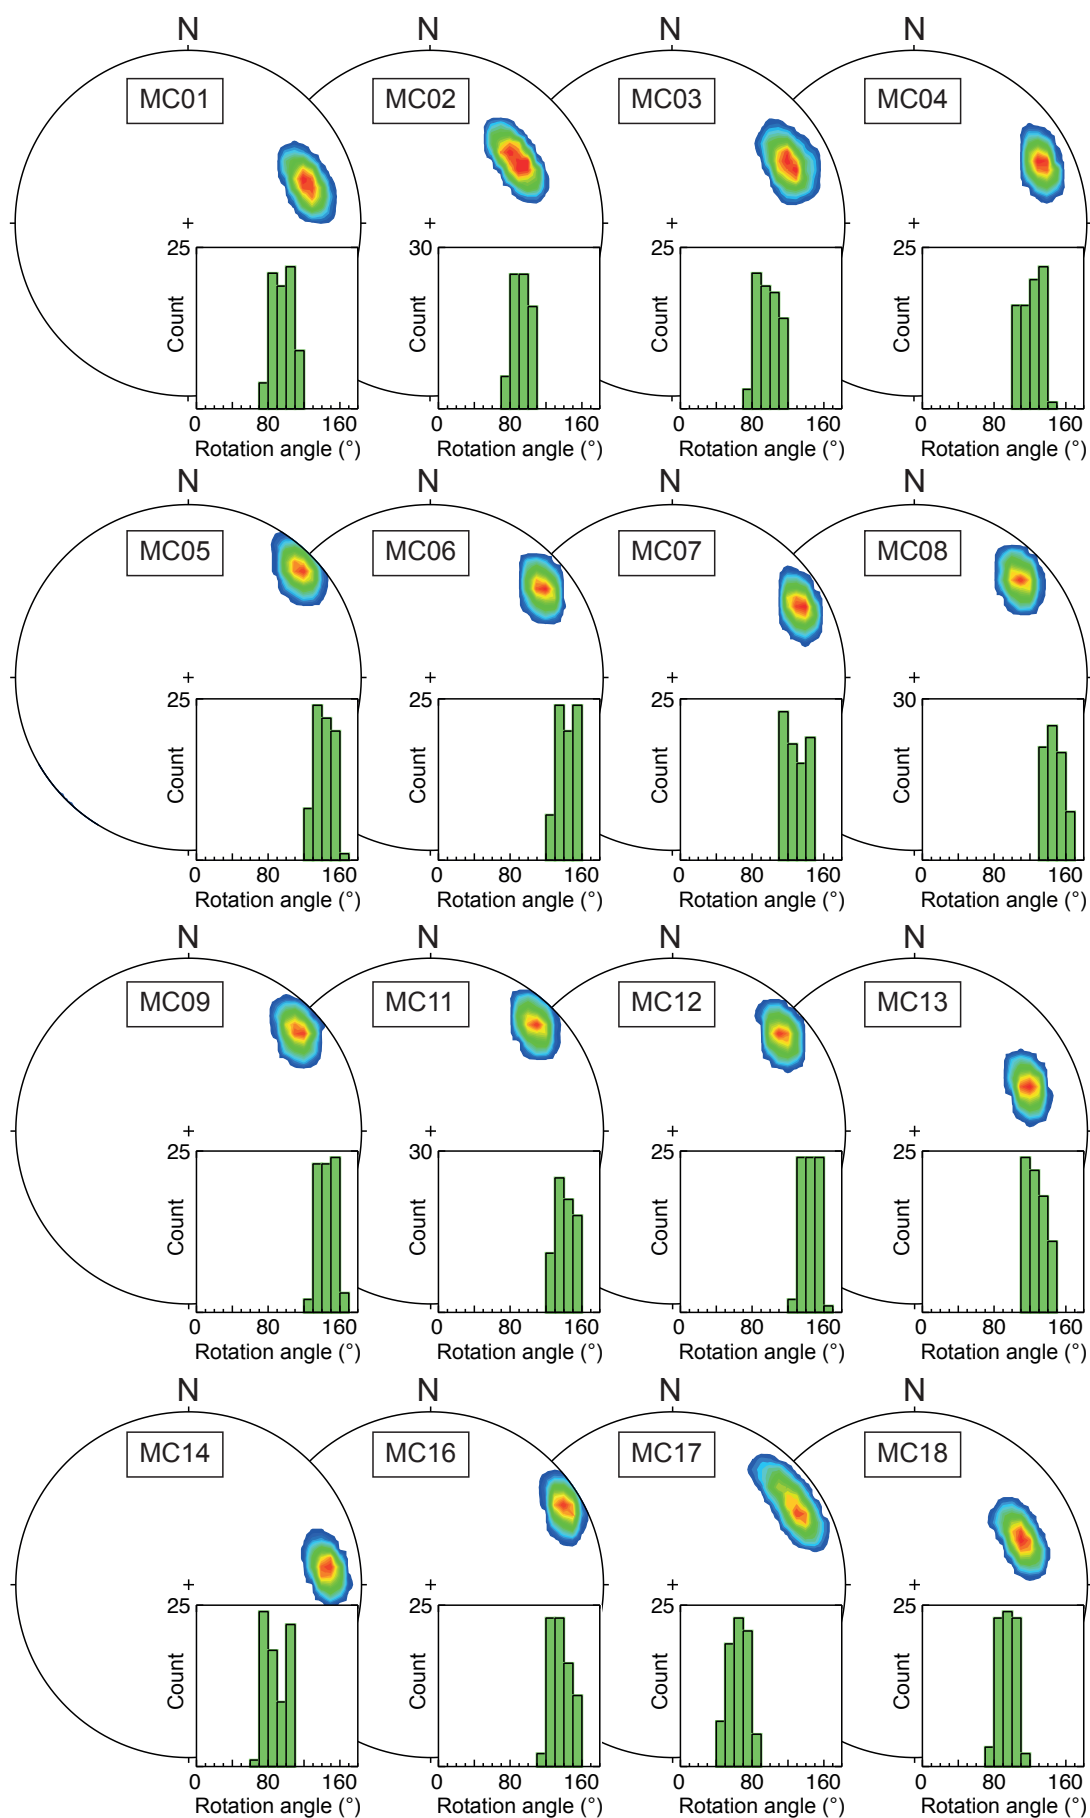 N N N N
MC01 MC02 MC03 MC04
25 30 25 25
Count Count Count Count
0 80 160 0 80 160 0 80 160 0 80 160
Rotation angle (°) Rotation angle (°) Rotation angle (°) Rotation angle (°)
N N N N
MC05 MC06 MC07 MC08
25 25 25 30
Count Count Count Count
0 80 160 0 80 160 0 80 160 0 80 160
Rotation angle (°) Rotation angle (°) Rotation angle (°) Rotation angle (°)
N N N N
MC09 MC11 MC12 MC13
25 30 25 25
Count Count Count Count
0 80 160 0 80 160 0 80 160 0 80 160
Rotation angle (°) Rotation angle (°) Rotation angle (°) Rotation angle (°)
N N N N
MC14 MC16 MC17 MC18
25 25 25 25
Count Count Count Count
0 80 160 0 80 160 0 80 160 0 80 160
Rotation angle (°) Rotation angle (°) Rotation angle (°) Rotation angle (°)